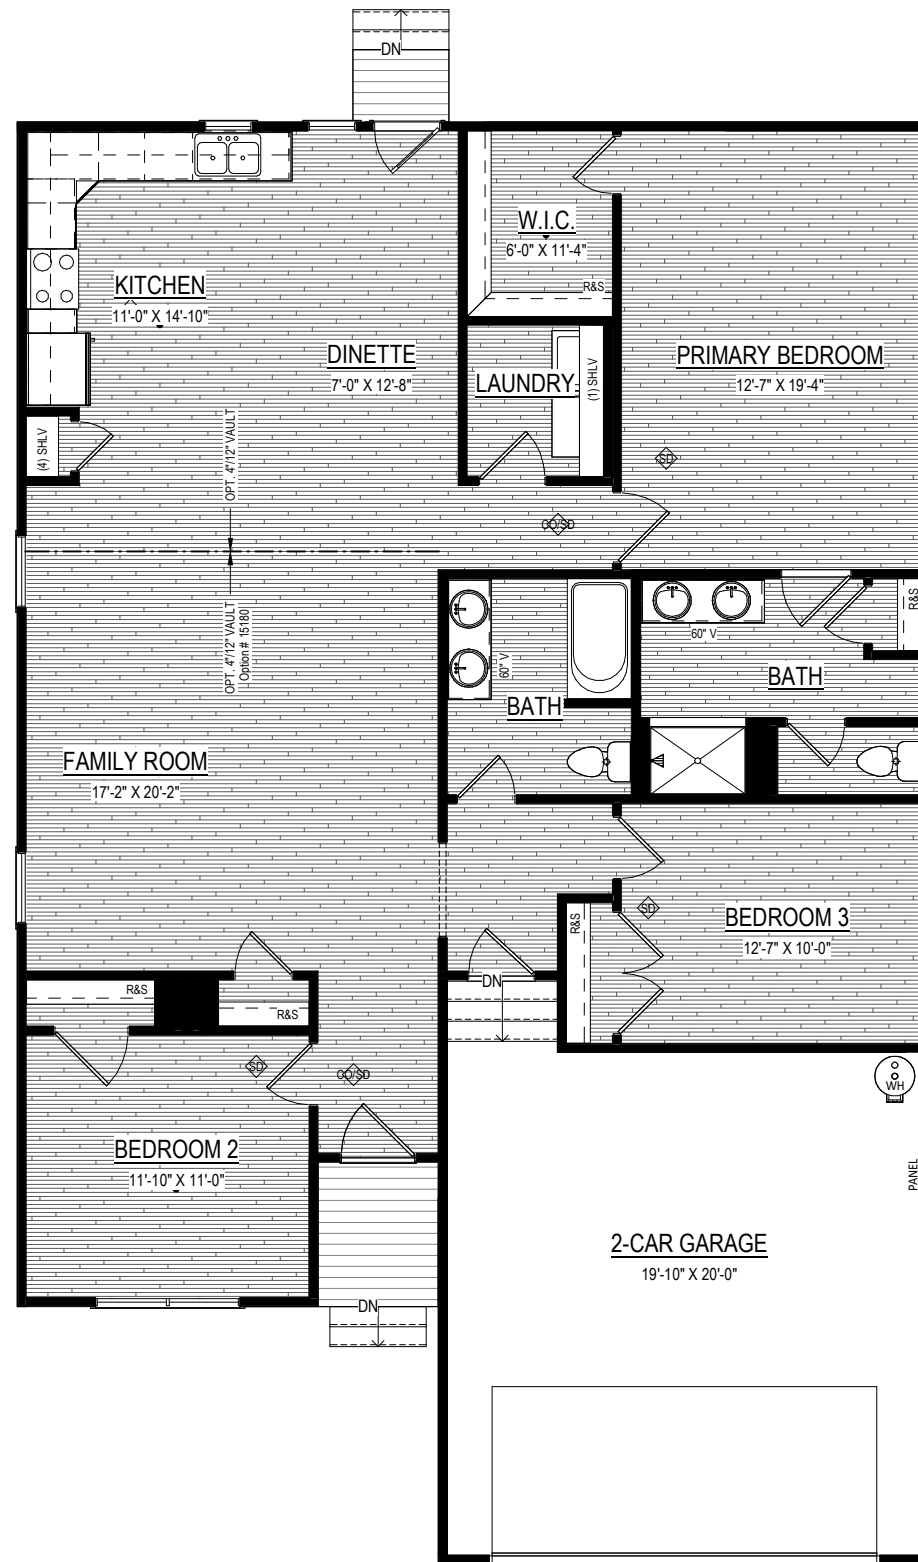 DN
W.I.C.
6'-0" X 11'-4"
R&S
KITCHEN
11'-0" X 14'-10"
DINETTE
7'-0" X 12'-8"
LAUNDRY
(1) SHLV
PRIMARY BEDROOM
12'-7" X 19'-4"
(4) SHLV
OPT. 4"/12" VAULT
SD
CO/SD
OPT. 4"/12" VAULT
Option # 15180
60" V
BATH
60" V
BATH
R&S
FAMILY ROOM
17'-2" X 20'-2"
R&S
SD
BEDROOM 3
12'-7" X 10'-0"
DN
R&S
R&S
SD
CO/SD
WH
BEDROOM 2
11'-10" X 11'-0"
PANEL
2-CAR GARAGE
19'-10" X 20'-0"
DN